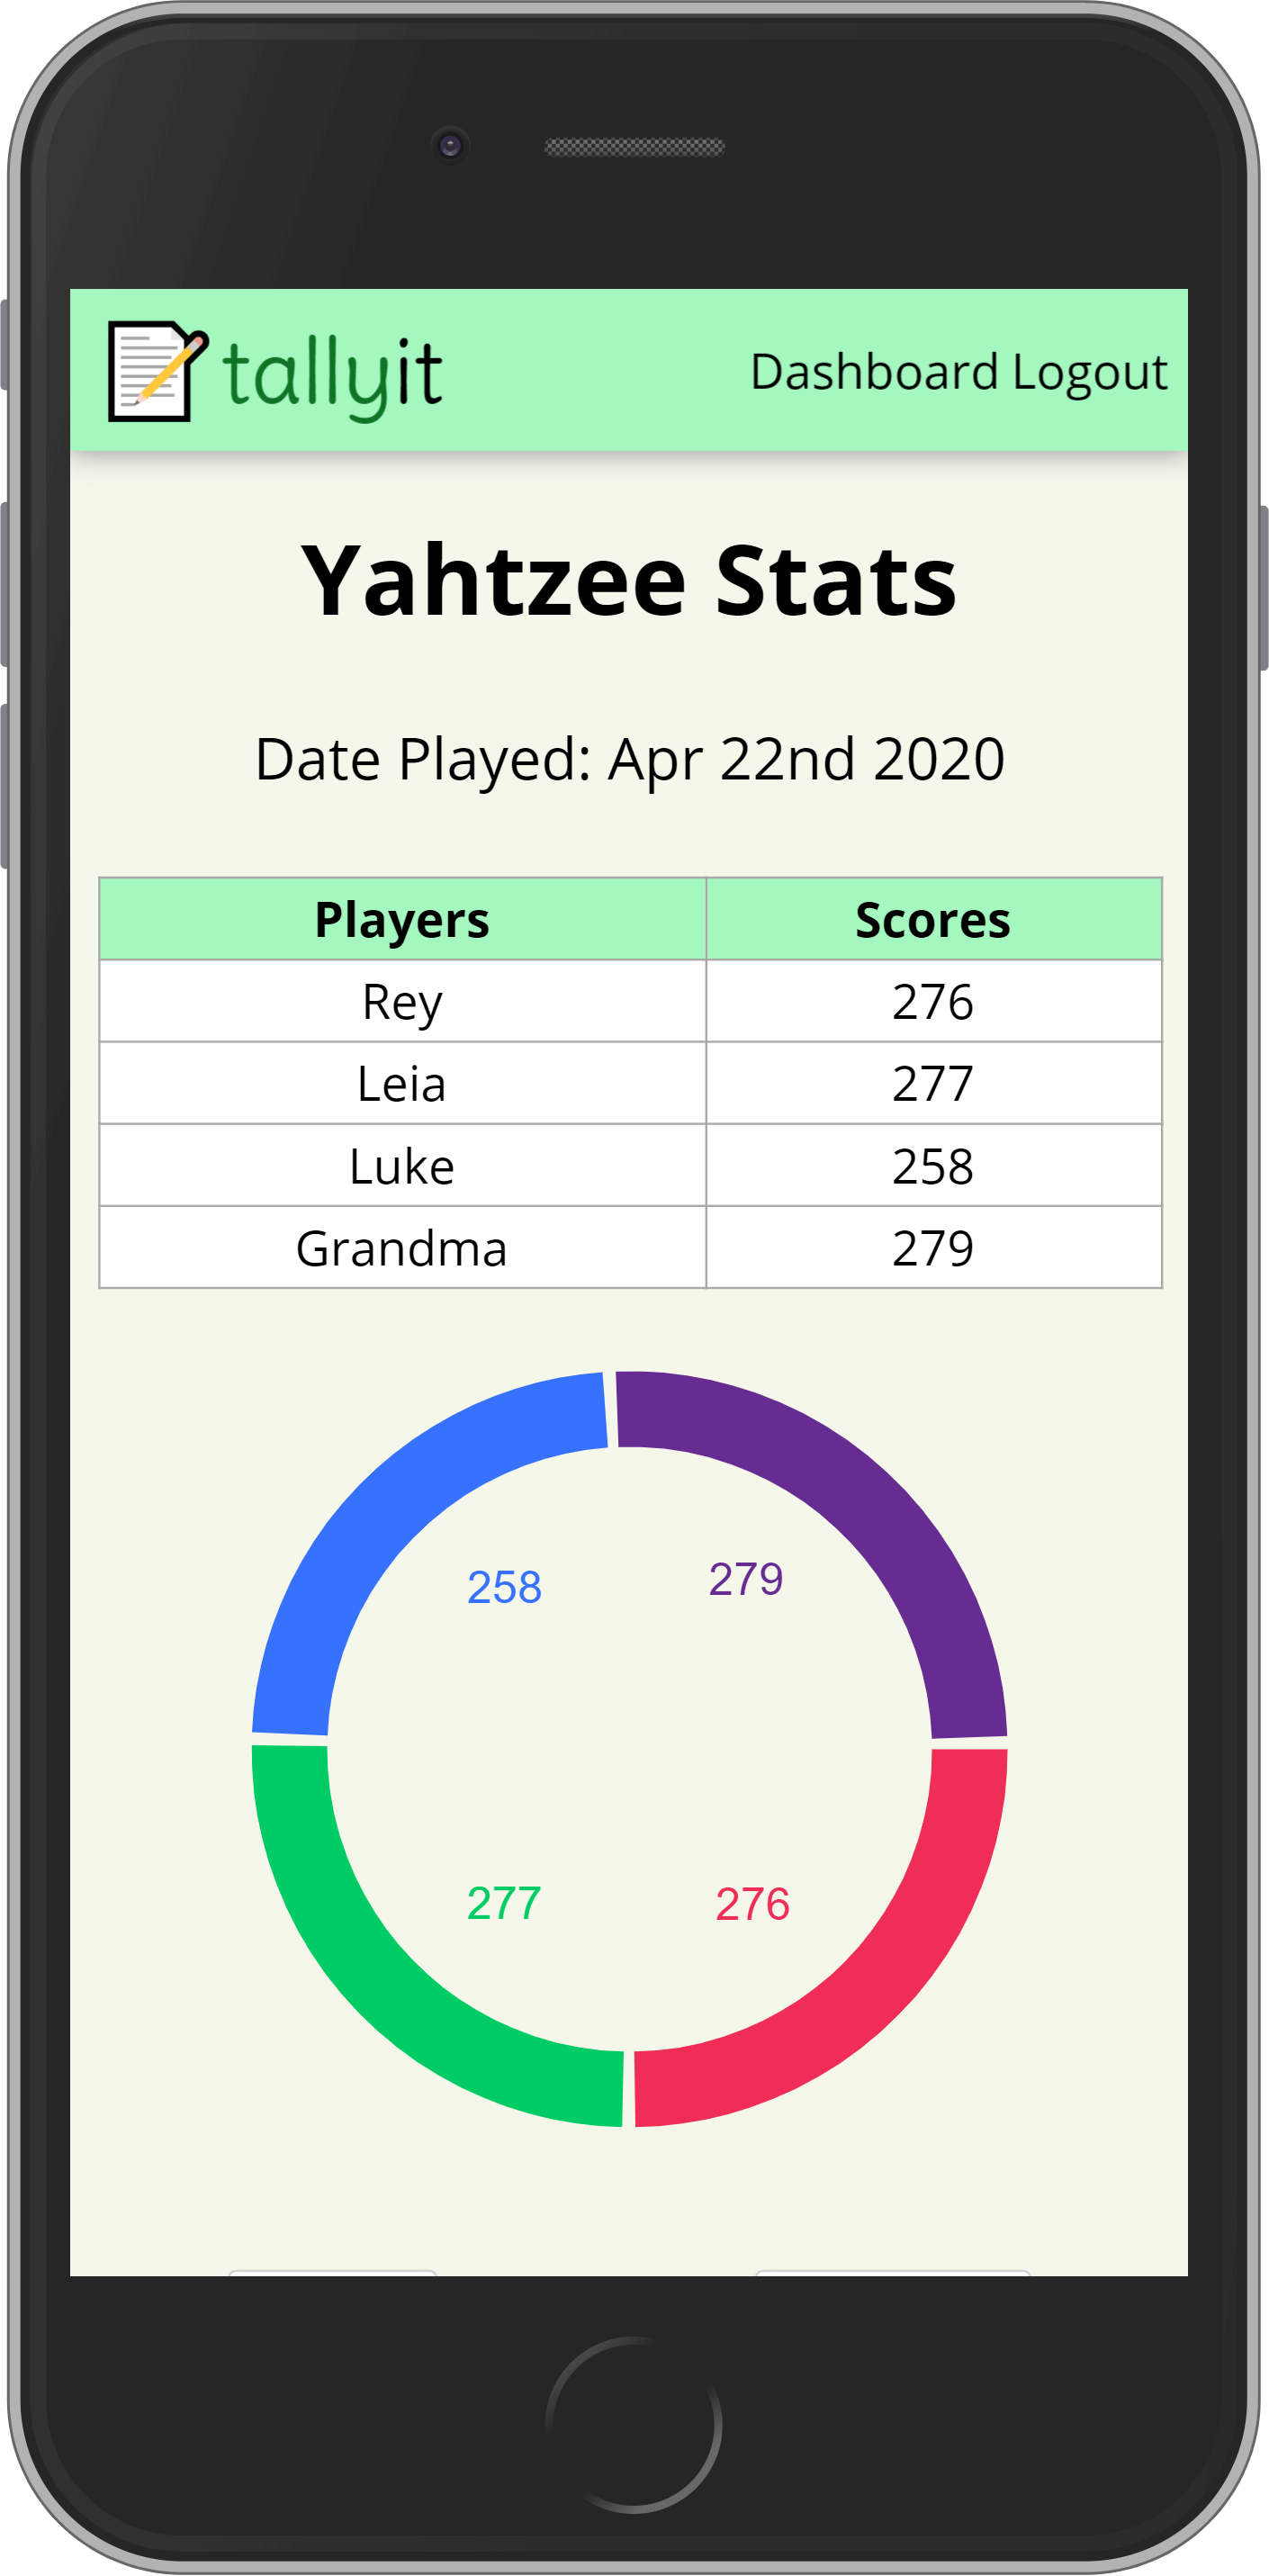 tallyit Dashboard Logout
Yahtzee Stats
Date Played: Apr 22nd 2020
Players Scores
Rey 276
Leia 277
Luke 258
Grandma 279
258 279
277 276